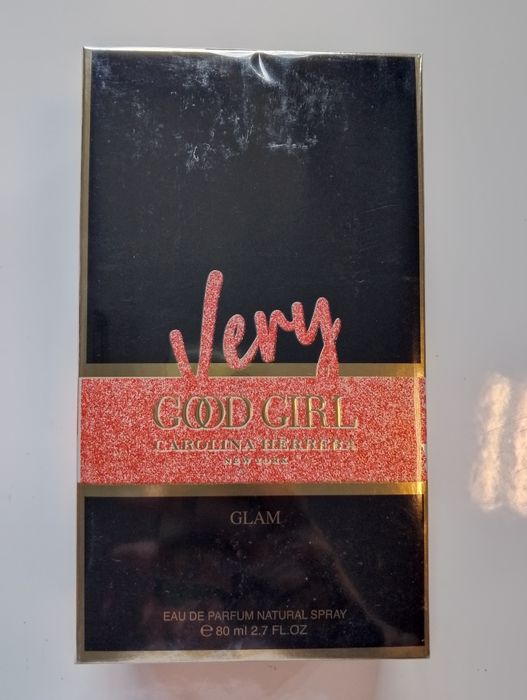 Very
GOOD GIRL
CAROLINA HERRERA
NEW YORK
GLAM
EAU DE PARFUM NATURAL SPRAY
℮ 80 ml 2.7 FL.OZ